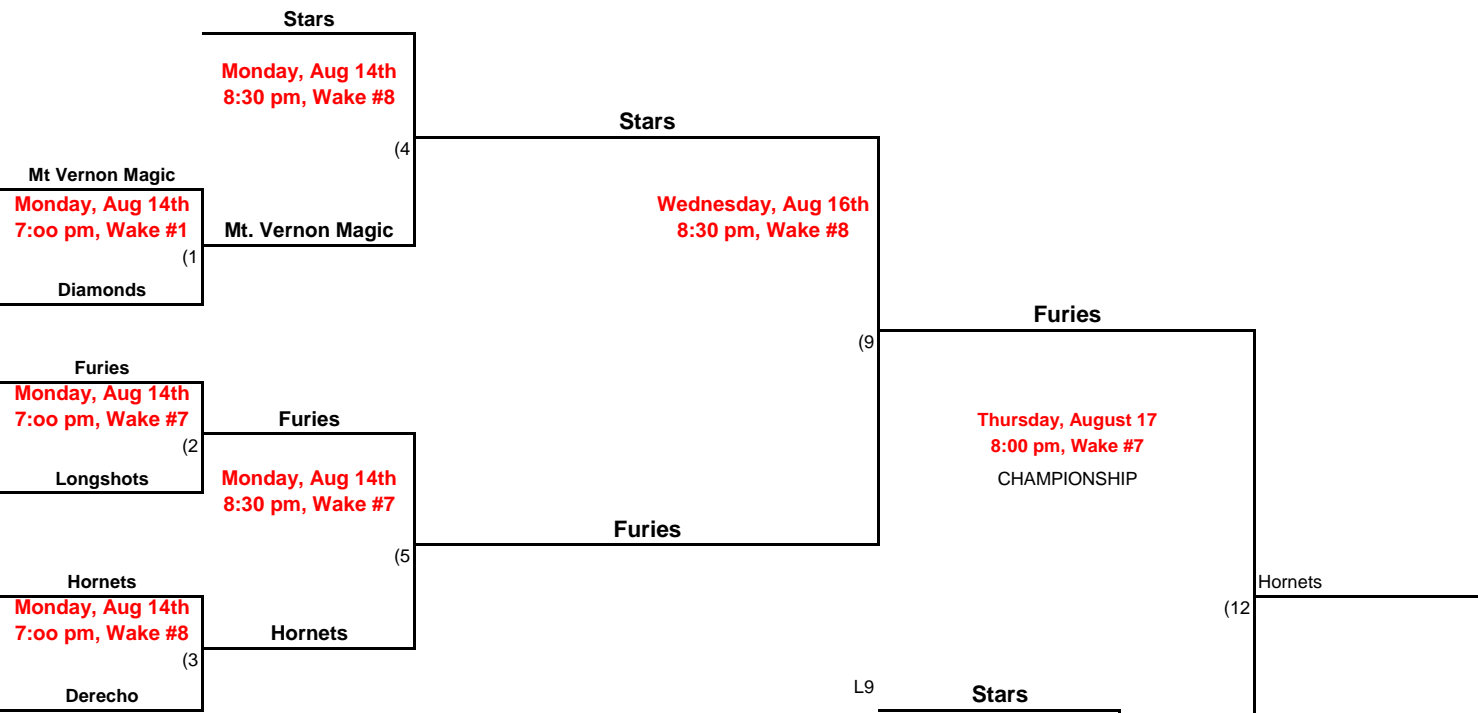 Stars
Monday, Aug 14th
8:30 pm, Wake #8
Stars
(4
Mt Vernon Magic
Monday, Aug 14th
7:oo pm, Wake #1
(1
Mt. Vernon Magic
Wednesday, Aug 16th
8:30 pm, Wake #8
Diamonds
Furies
(9
Furies
Monday, Aug 14th
7:oo pm, Wake #7
(2
Furies
Thursday, August 17
8:00 pm, Wake #7
CHAMPIONSHIP
Longshots
Monday, Aug 14th
8:30 pm, Wake #7
Furies
(5
Hornets
Monday, Aug 14th
7:oo pm, Wake #8
(3
Hornets
Hornets
(12
Derecho
L9
Stars